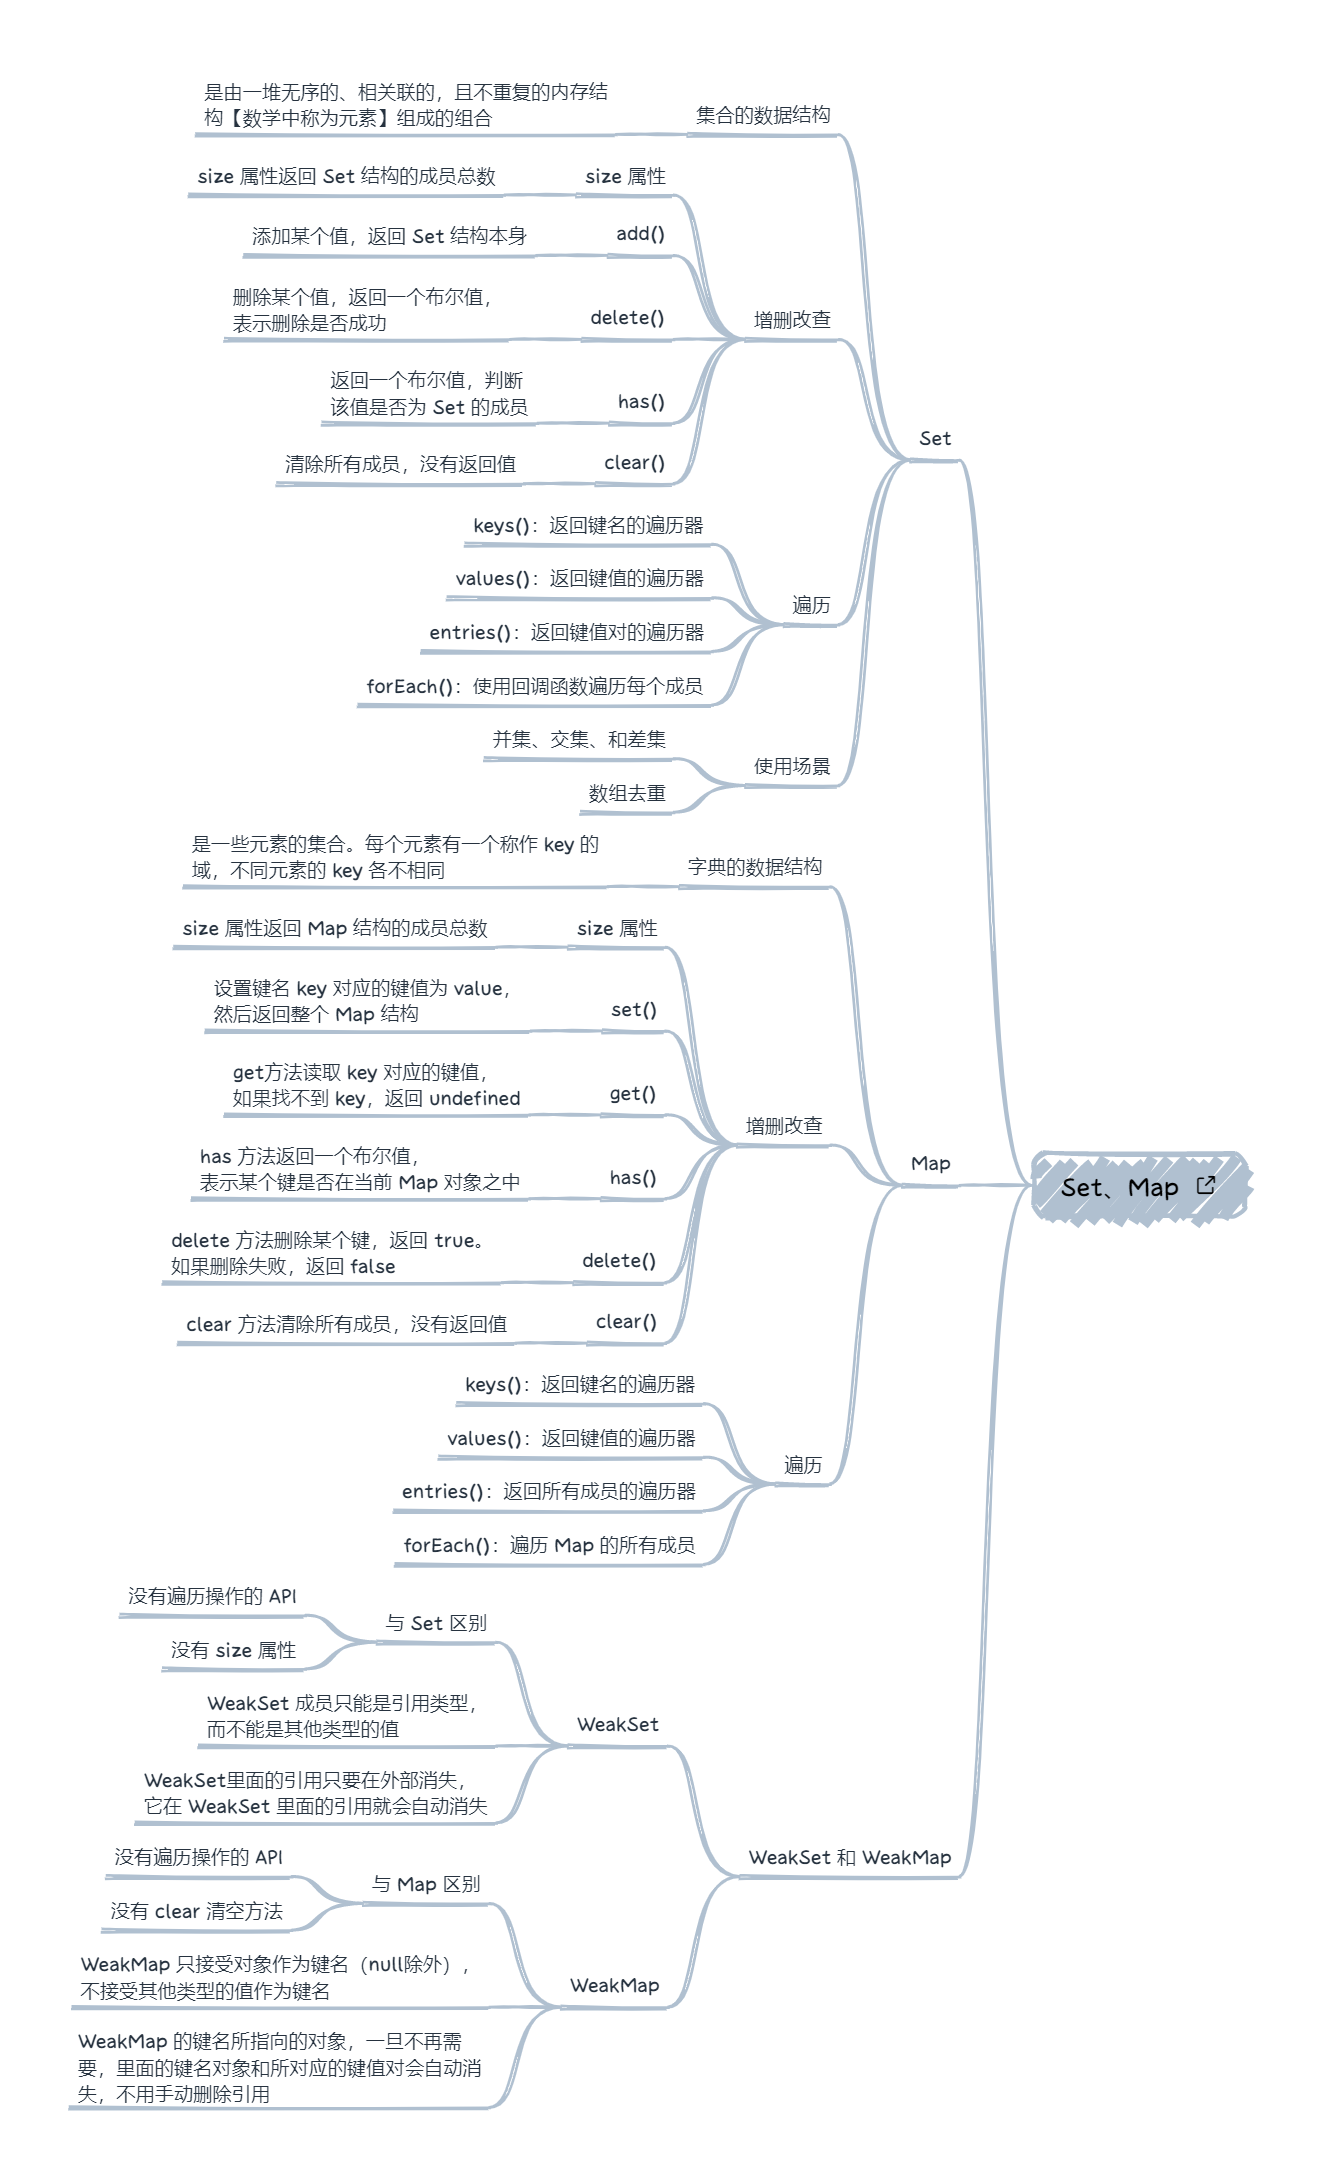 是由一堆无序的、相关联的，且不重复的内存结
构【数学中称为元素】组成的组合
集合的数据结构
size 属性返回 Set 结构的成员总数
size 属性
添加某个值，返回 Set 结构本身
add()
删除某个值，返回一个布尔值，
表示删除是否成功
delete()
增删改查
返回一个布尔值，判断
该值是否为 Set 的成员
has()
清除所有成员，没有返回值
clear()
Set
keys()：返回键名的遍历器
values()：返回键值的遍历器
entries()：返回键值对的遍历器
forEach()：使用回调函数遍历每个成员
遍历
并集、交集、和差集
数组去重
使用场景
是一些元素的集合。每个元素有一个称作 key 的
域，不同元素的 key 各不相同
字典的数据结构
size 属性返回 Map 结构的成员总数
size 属性
设置键名 key 对应的键值为 value，
然后返回整个 Map 结构
set()
get方法读取 key 对应的键值，
如果找不到 key，返回 undefined
get()
增删改查
has 方法返回一个布尔值，
表示某个键是否在当前 Map 对象之中
has()
delete 方法删除某个键，返回 true。
如果删除失败，返回 false
delete()
clear 方法清除所有成员，没有返回值
clear()
Map
Set、Map
keys()：返回键名的遍历器
values()：返回键值的遍历器
entries()：返回所有成员的遍历器
forEach()：遍历 Map 的所有成员
遍历
没有遍历操作的 API
没有 size 属性
与 Set 区别
WeakSet 成员只能是引用类型，
而不能是其他类型的值
WeakSet里面的引用只要在外部消失，
它在 WeakSet 里面的引用就会自动消失
WeakSet
WeakSet 和 WeakMap
没有遍历操作的 API
没有 clear 清空方法
与 Map 区别
WeakMap 只接受对象作为键名（null除外），
不接受其他类型的值作为键名
WeakMap
WeakMap 的键名所指向的对象，一旦不再需
要，里面的键名对象和所对应的键值对会自动消
失，不用手动删除引用